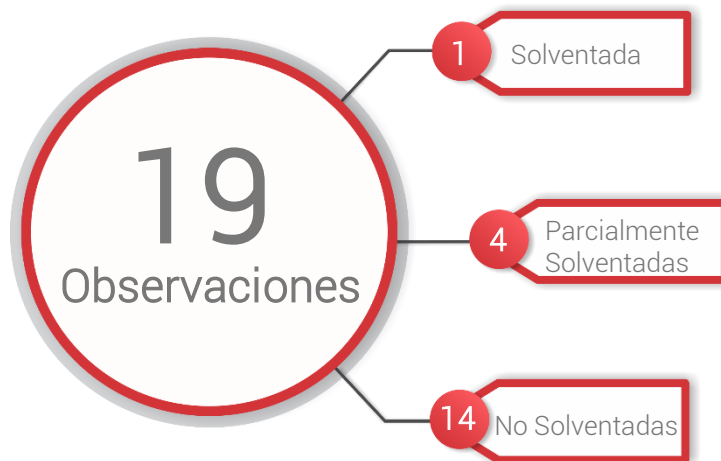 19
Observaciones
1
Solventada
4
Parcialmente
Solventadas
14
No Solventadas